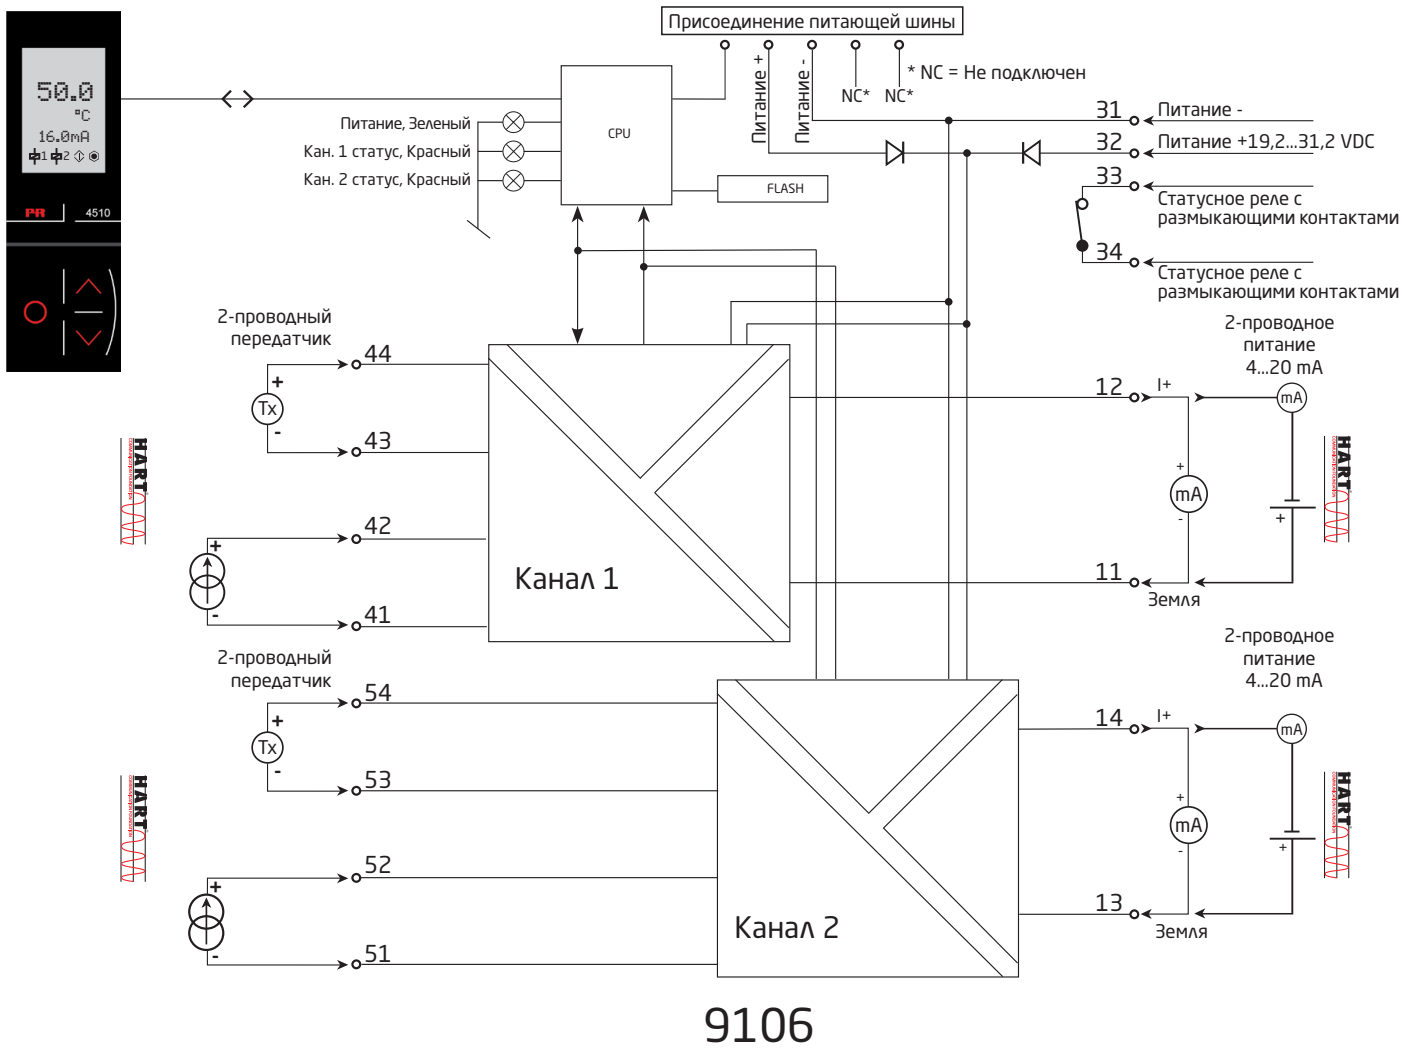 Присоединение питающей шины
50.0
°C
16.0mA
1
2
PR
4510
Питание +
Питание -
NC*
NC*
* NC = Не подключен
CPU
FLASH
Питание, Зеленый
Кан. 1 статус, Красный
Кан. 2 статус, Красный
31
Питание -
32
Питание +19,2...31,2 VDC
33
Статусное реле с
размыкающими контактами
34
Статусное реле с
размыкающими контактами
2-проводный
передатчик
44
+
Tx
-
43
HART
42
+
-
41
Канал 1
2-проводное
питание
4...20 mA
12
I+
mA
+
mA
-
+
HART
11
Земля
2-проводный
передатчик
54
+
Tx
-
53
HART
52
+
-
51
Канал 2
2-проводное
питание
4...20 mA
14
I+
mA
+
mA
-
+
HART
13
Земля
9106